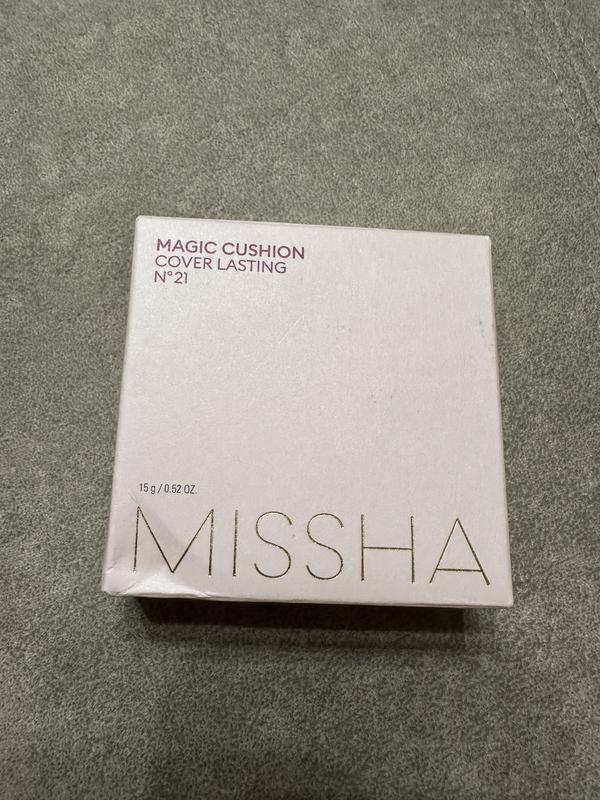 MAGIC CUSHION
COVER LASTING
N°21
15 g / 0.52 OZ.
MISSHA